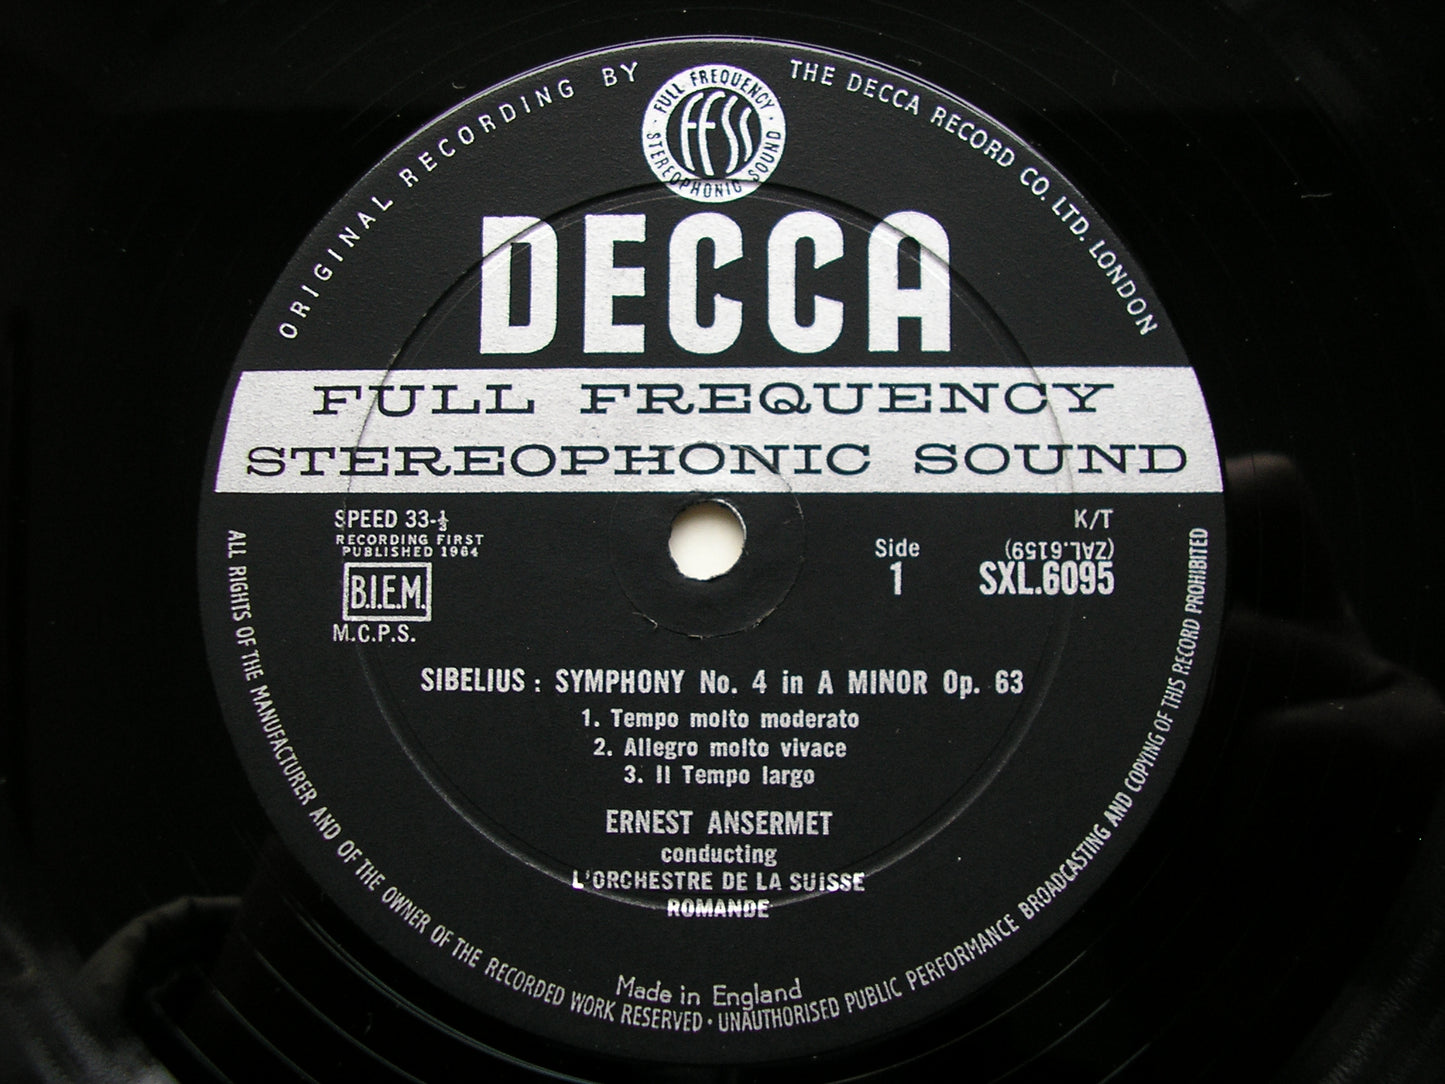 ORIGINAL RECORDING BY THE DECCA RECORD CO. LTD. LONDON
FULL FREQUENCY
FFSS
STEREOPHONIC SOUND
DECCA
FULL FREQUENCY
STEREOPHONIC SOUND
SPEED 33-⅓
RECORDING FIRST
PUBLISHED 1964
B.I.E.M.
M.C.P.S.
K/T
(ZAL.6159)
Side
1
SXL.6095
SIBELIUS : SYMPHONY No. 4 in A MINOR Op. 63
1. Tempo molto moderato
2. Allegro molto vivace
3. Il Tempo largo
ERNEST ANSERMET
conducting
L'ORCHESTRE DE LA SUISSE
ROMANDE
Made in England
ALL RIGHTS OF THE MANUFACTURER AND OF THE OWNER OF THE RECORDED WORK RESERVED · UNAUTHORISED PUBLIC PERFORMANCE BROADCASTING AND COPYING OF THIS RECORD PROHIBITED